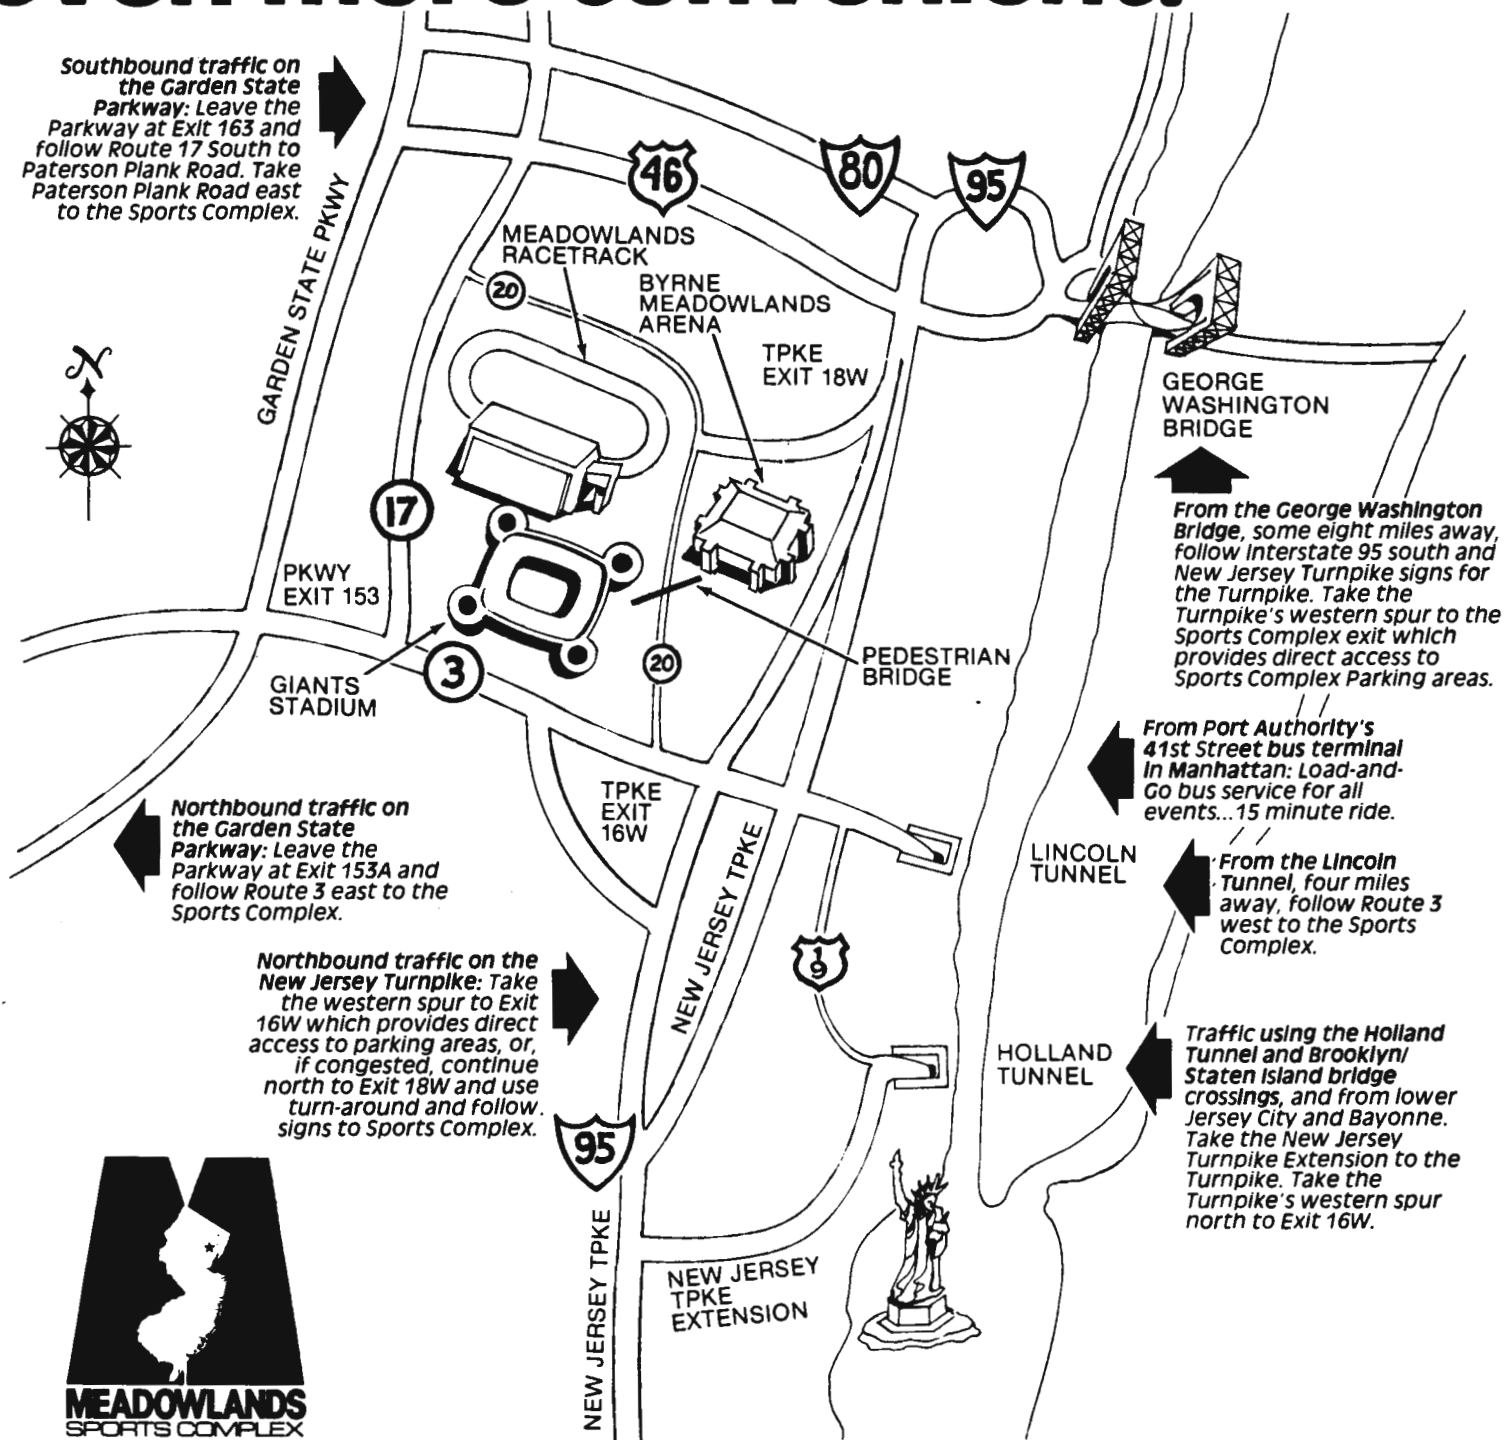 Southbound traffic on
the Garden State
Parkway: Leave the
Parkway at Exit 163 and
follow Route 17 South to
Paterson Plank Road. Take
Paterson Plank Road east
to the Sports Complex.
GARDEN STATE PKWY
46
80
95
MEADOWLANDS
RACETRACK
20
BYRNE
MEADOWLANDS
ARENA
TPKE
EXIT 18W
N
GEORGE
WASHINGTON
BRIDGE
17
From the George Washington
Bridge, some eight miles away,
follow Interstate 95 south and
New Jersey Turnpike signs for
the Turnpike. Take the
Turnpike's western spur to the
Sports Complex exit which
provides direct access to
Sports Complex Parking areas.
PKWY
EXIT 153
3
20
PEDESTRIAN
BRIDGE
GIANTS
STADIUM
From Port Authority's
41st Street bus terminal
in Manhattan: Load-and-
Go bus service for all
events...15 minute ride.
TPKE
EXIT
16W
Northbound traffic on
the Garden State
Parkway: Leave the
Parkway at Exit 153A and
follow Route 3 east to the
Sports Complex.
NEW JERSEY TPKE
LINCOLN
TUNNEL
From the Lincoln
Tunnel, four miles
away, follow Route 3
west to the Sports
Complex.
1
9
Northbound traffic on the
New Jersey Turnpike: Take
the western spur to Exit
16W which provides direct
access to parking areas, or,
if congested, continue
north to Exit 18W and use
turn-around and follow
signs to Sports Complex.
HOLLAND
TUNNEL
Traffic using the Holland
Tunnel and Brooklyn/
Staten Island bridge
crossings, and from lower
Jersey City and Bayonne.
Take the New Jersey
Turnpike Extension to the
Turnpike. Take the
Turnpike's western spur
north to Exit 16W.
95
NEW JERSEY TPKE
NEW JERSEY
TPKE
EXTENSION
MEADOWLANDS
SPORTS COMPLEX